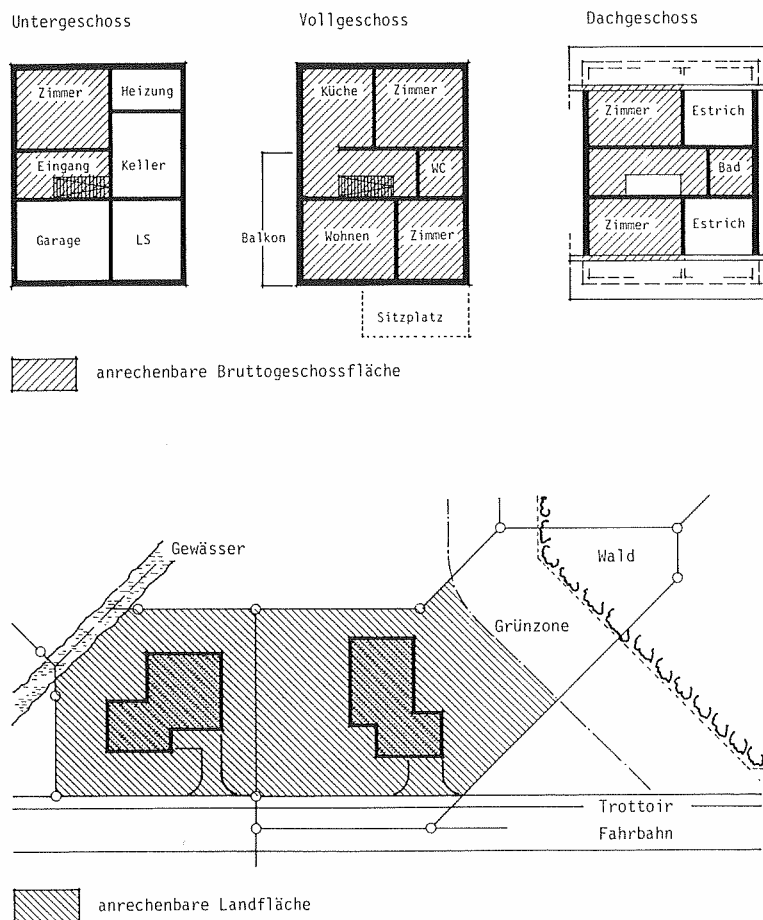 Untergeschoss
Vollgeschoss
Dachgeschoss
Zimmer
Heizung
Eingang
Keller
Garage
LS
Küche
Zimmer
WC
Balkon
Wohnen
Zimmer
Sitzplatz
Zimmer
Estrich
Bad
Zimmer
Estrich
anrechenbare Bruttogeschossfläche
Gewässer
Wald
Grünzone
Trottoir
Fahrbahn
anrechenbare Landfläche